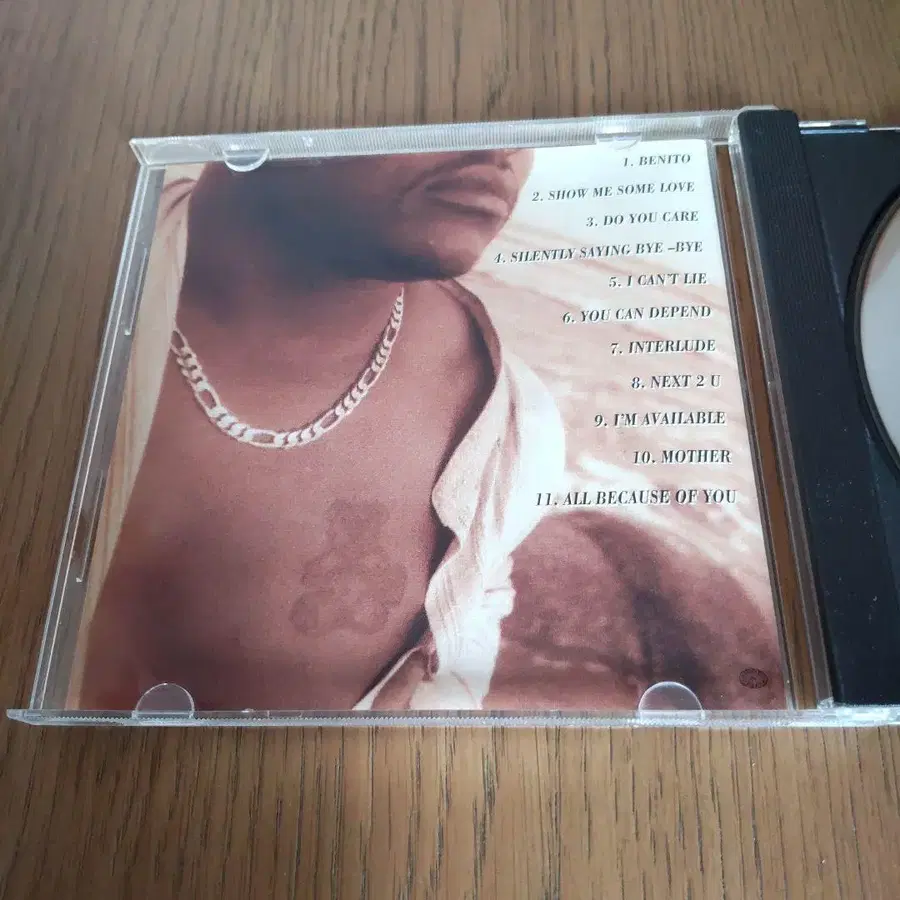 1. BENITO
2. SHOW ME SOME LOVE
3. DO YOU CARE
4. SILENTLY SAYING BYE –BYE
5. I CAN'T LIE
6. YOU CAN DEPEND
7. INTERLUDE
8. NEXT 2 U
9. I'M AVAILABLE
10. MOTHER
11. ALL BECAUSE OF YOU